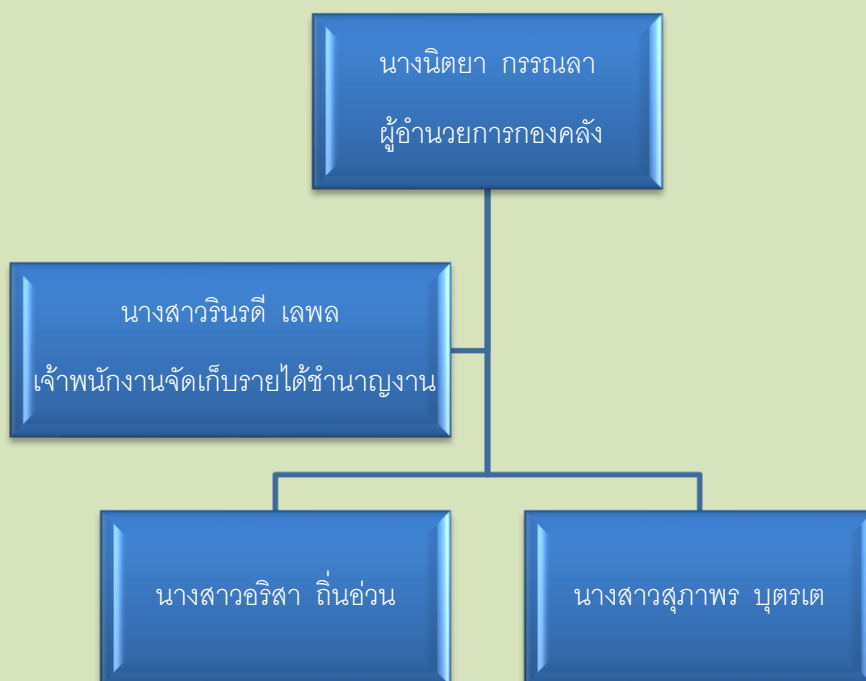 นางนิตยา กรรณลา
ผู้อำนวยการกองคลัง
นางสาวรินรดี เลพล
เจ้าพนักงานจัดเก็บรายได้ชำนาญงาน
นางสาวอริสา ถิ่นอ่วน
นางสาวสุภาพร บุตรเต